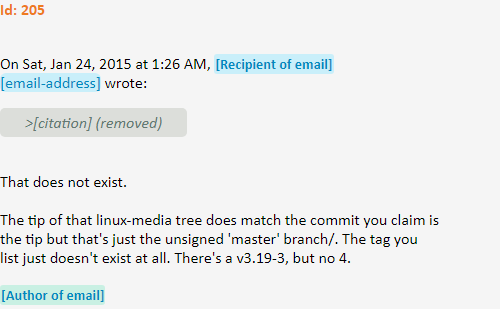 Id: 205
On Sat, Jan 24, 2015 at 1:26 AM, [Recipient of email]
[email-address] wrote:
>[citation] (removed)
That does not exist.
The tip of that linux-media tree does match the commit you claim is
the tip but that's just the unsigned 'master' branch/. The tag you
list just doesn't exist at all. There's a v3.19-3, but no 4.
[Author of email]